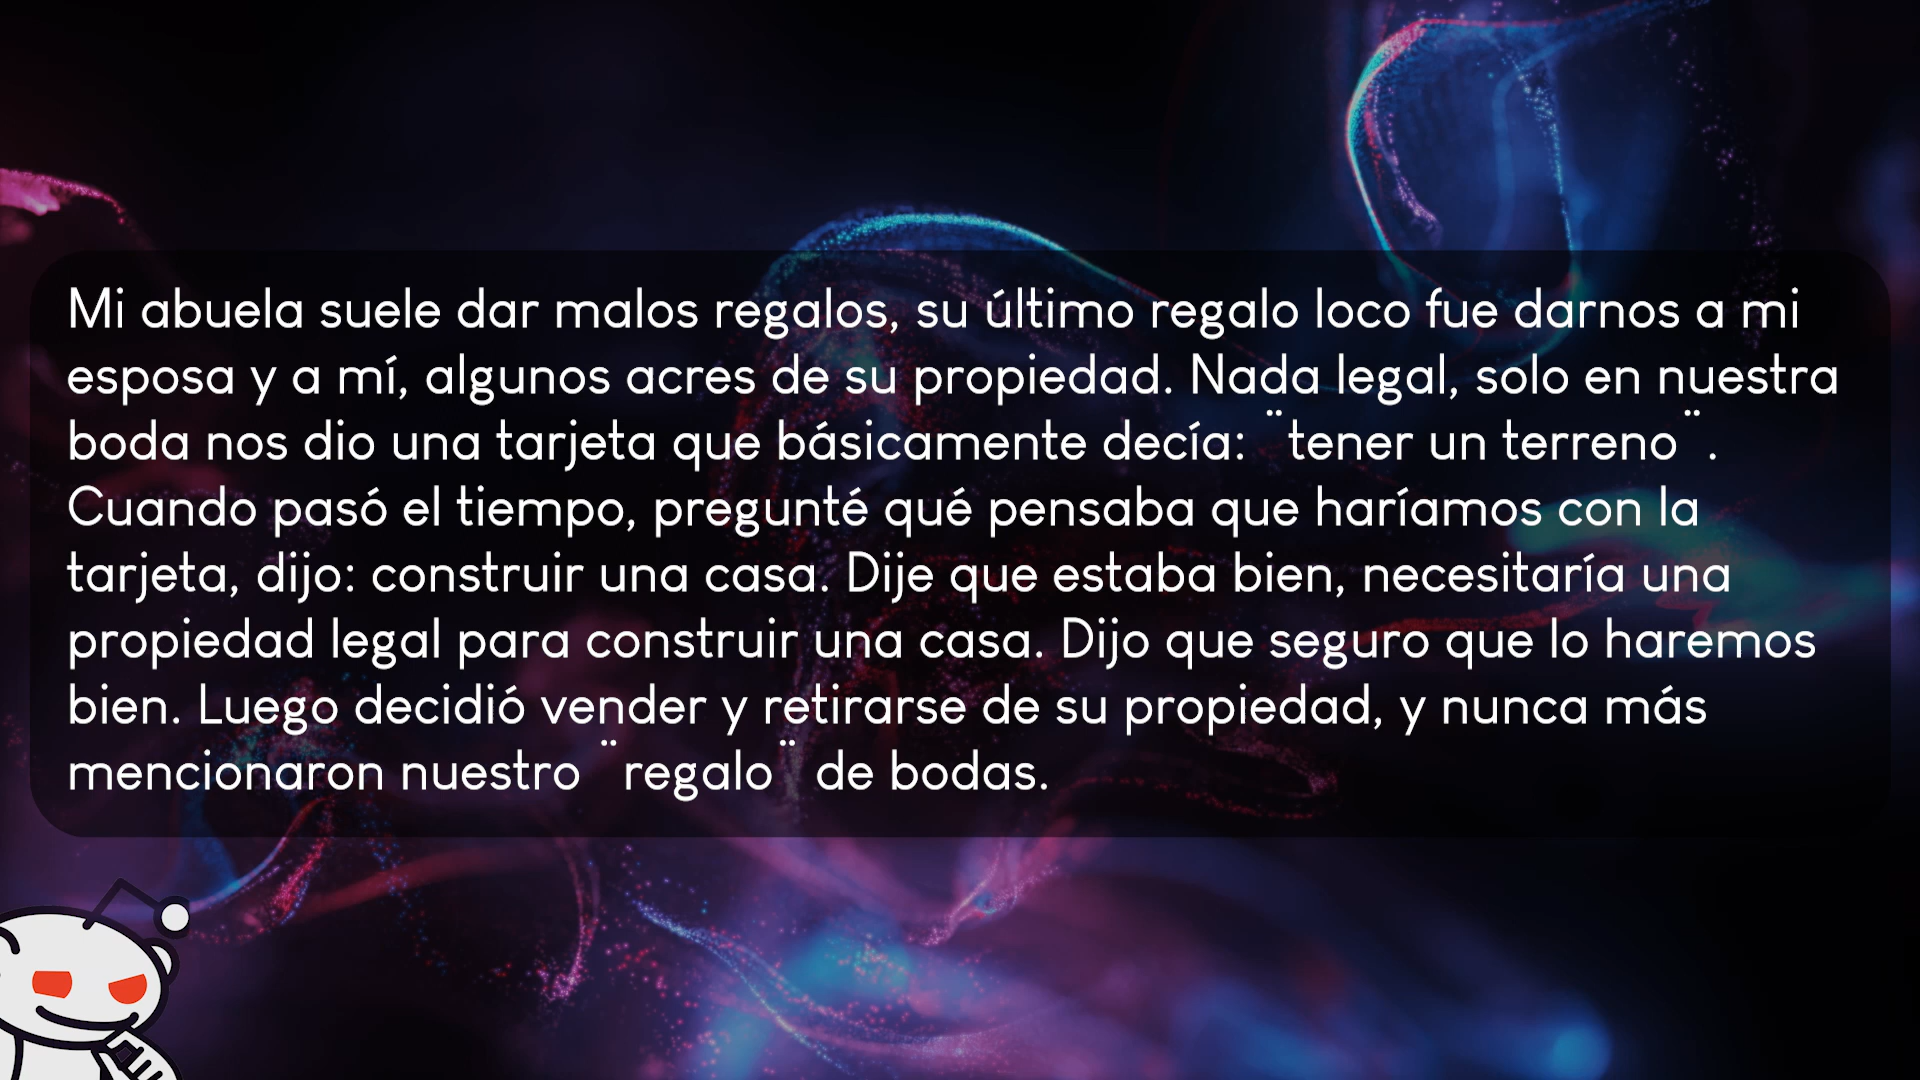 Mi abuela suele dar malos regalos, su último regalo loco fue darnos a mi
esposa y a mí, algunos acres de su propiedad. Nada legal, solo en nuestra
boda nos dio una tarjeta que básicamente decía: ¨tener un terreno¨.
Cuando pasó el tiempo, pregunté qué pensaba que haríamos con la
tarjeta, dijo: construir una casa. Dije que estaba bien, necesitaría una
propiedad legal para construir una casa. Dijo que seguro que lo haremos
bien. Luego decidió vender y retirarse de su propiedad, y nunca más
mencionaron nuestro ¨regalo¨ de bodas.